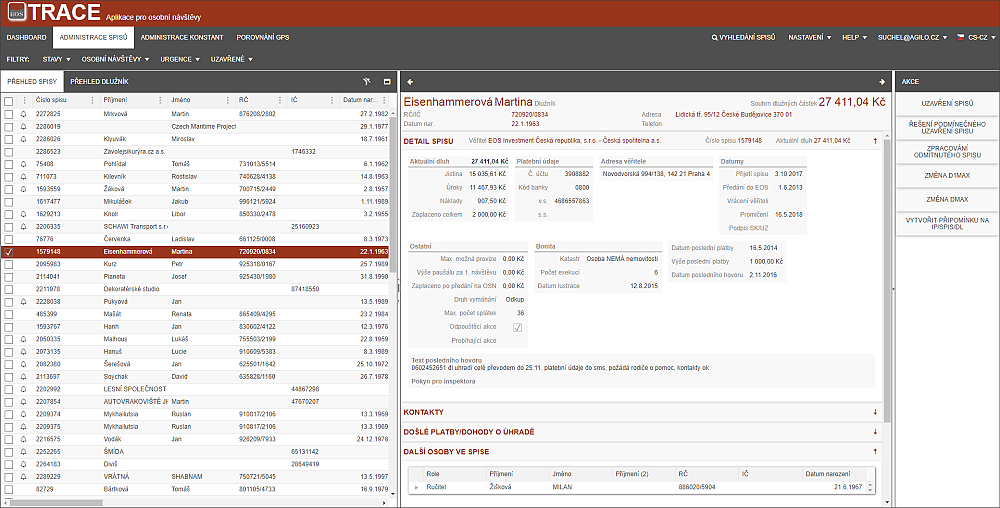 EOS TRACE Aplikace pro osobní návštěvy
DASHBOARD ADMINISTRACE SPISŮ ADMINISTRACE KONSTANT POROVNÁNÍ GPS VYHLEDÁNÍ SPISŮ NASTAVENÍ HELP SUCHEL@AGILO.CZ CS-CZ
FILTRY: STAVY OSOBNÍ NÁVŠTĚVY URGENCE UZAVŘENÉ
PŘEHLED SPISY PŘEHLED DLUŽNÍK
Číslo spisu Příjmení Jméno RČ IČ Datum nar...
2272825 Mrkvová Martin 876208/2802 27.2.1982
2286019 Czech Maritime Project 29.1.1977
2286026 Klyuvák Miroslav 18.7.1961
2286523 Zavolejsikurýra.cz a.s. 1746332
75408 Pohlídal Tomáš 731013/5514 6.1.1962
711073 Kilevník Rostislav 740628/4138 14.8.1963
1593559 Žáková Martin 700715/2449 2.8.1957
1617477 Mikulášek Jakub 996121/5924 1.11.1989
1629213 Knoll Libor 850330/2478 3.2.1955
2206335 SCHAWI Transport s.r.o 25160923
76776 Červenka Ladislav 661125/0008 8.3.1973
1579148 Eisenhammerová Martina 720920/0834 22.1.1963
2095983 Kurz Petr 925318/0167 25.7.1989
2114041 Planeta Josef 925430/1980 31.8.1990
2211978 Dekoratérské studio 87418550
2228038 Pukyová Jan 13.5.1989
485399 Mašát Renata 865409/4295 23.2.1984
1593767 Hanh Jan 830602/4122 12.3.1976
2050335 Malhous Lukáš 755503/2199 22.8.1959
2073135 Hanuš Lucie 910609/5383 8.3.1989
2082380 Šerešová Jan 625501/1642 25.10.1972
2113697 Soychak David 635828/1160 26.7.1978
2202992 LESNÍ SPOLEČNOST 44867298
2207854 AUTOVRAKOVIŠTĚ JH Martin 47670207
2209374 Mykhailutsia Ruslan 910817/2106 13.3.1969
2209375 Mykhailutsia Ruslan 910817/2106 13.3.1969
2216575 Vodák Jan 926209/7933 24.12.1976
2252265 ŠMÍDA 65131142
2264183 Diviš 28649419
2289229 VRÁTNÁ SHABNAM 750721/5045 13.5.1997
82729 Bártková Tomáš 801105/4733 16.9.1979
Eisenhammerová Martina Dlužník Souhrn dlužných částek 27 411,04 Kč
RČ/IČ 720920/0834 Adresa Lidická tř. 95/12 České Budějovice 370 01
Datum nar. 22.1.1963 Telefon
DETAIL SPISU Věřitel EOS Investment Česká republika, s.r.o. - Česká spořitelna a.s. Číslo spisu 1579148 Aktuální dluh 27 411,04 Kč
Aktuální dluh 27 411,04 Kč
Jistina 15 035,61 Kč
Úroky 11 467,93 Kč
Náklady 907,50 Kč
Zaplaceno celkem 2 000,00 Kč
Platební údaje
Č. účtu 3908882
Kód banky 0800
v.s. 4686557863
s.s.
Adresa věřitele
Novodvorská 994/138, 142 21 Praha 4
Datumy
Přijetí spisu 3.10.2017
Předání do EOS 1.6.2013
Vrácení věřiteli
Promlčení 16.5.2018
Podpis SK/UZ
Ostatní
Max. možná provize 0,00 Kč
Výše paušálu za 1. návštěvu 0,00 Kč
Zaplaceno po předání na OSN 0,00 Kč
Druh vymáhání Odkup
Max. počet splátek 36
Odpouštěcí akce
Probíhající akce
Bonita
Katastr Osoba NEMÁ nemovitosti
Počet exekucí 6
Datum lustrace 12.8.2015
Datum poslední platby 16.5.2014
Výše poslední platby 1 000,00 Kč
Datum posledního hovoru 2.11.2016
Text posledního hovoru
0602452651 dl uhradí celé převodem do 25.11. platební údaje do sms, požádá rodiče o pomoc, kontakty ok
Pokyn pro inspektora
KONTAKTY
DOŠLÉ PLATBY/DOHODY O ÚHRADĚ
DALŠÍ OSOBY VE SPISE
Role Příjmení Jméno Příjmení (2) RČ IČ Datum narození
Ručitel Žišková MILAN 886020/5904 21.6.1967
AKCE
UZAVŘENÍ SPISŮ
ŘEŠENÍ PODMÍNEČNÉHO
UZAVŘENÍ SPISU
ZPRACOVÁNÍ
ODMÍTNUTÉHO SPISU
ZMĚNA D1MAX
ZMĚNA DMAX
VYTVOŘIT PŘIPOMÍNKU NA
IP/SPIS/DL